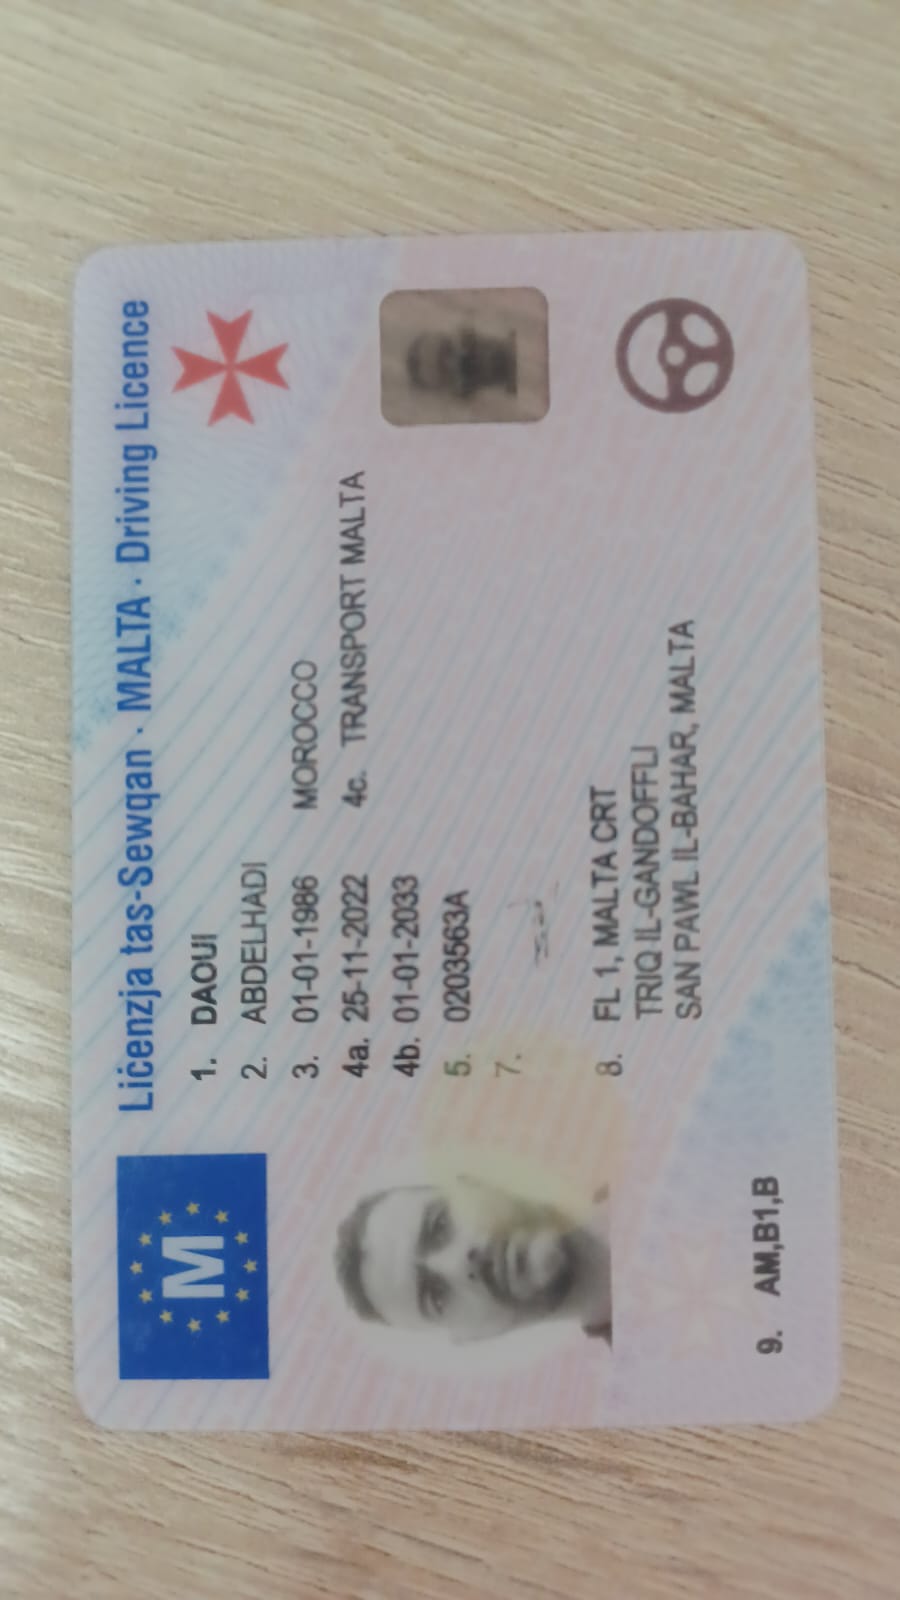 Liċenzja tas-Sewqan · MALTA · Driving Licence
M
1. DAOUI
2. ABDELHADI
3. 01-01-1986 MOROCCO
4a. 25-11-2022 4c. TRANSPORT MALTA
4b. 01-01-2033
5. 0203563A
7.
8. FL 1, MALTA CRT
TRIQ IL-GANDOFFLI
SAN PAWL IL-BAHAR, MALTA
9. AM,B1,B